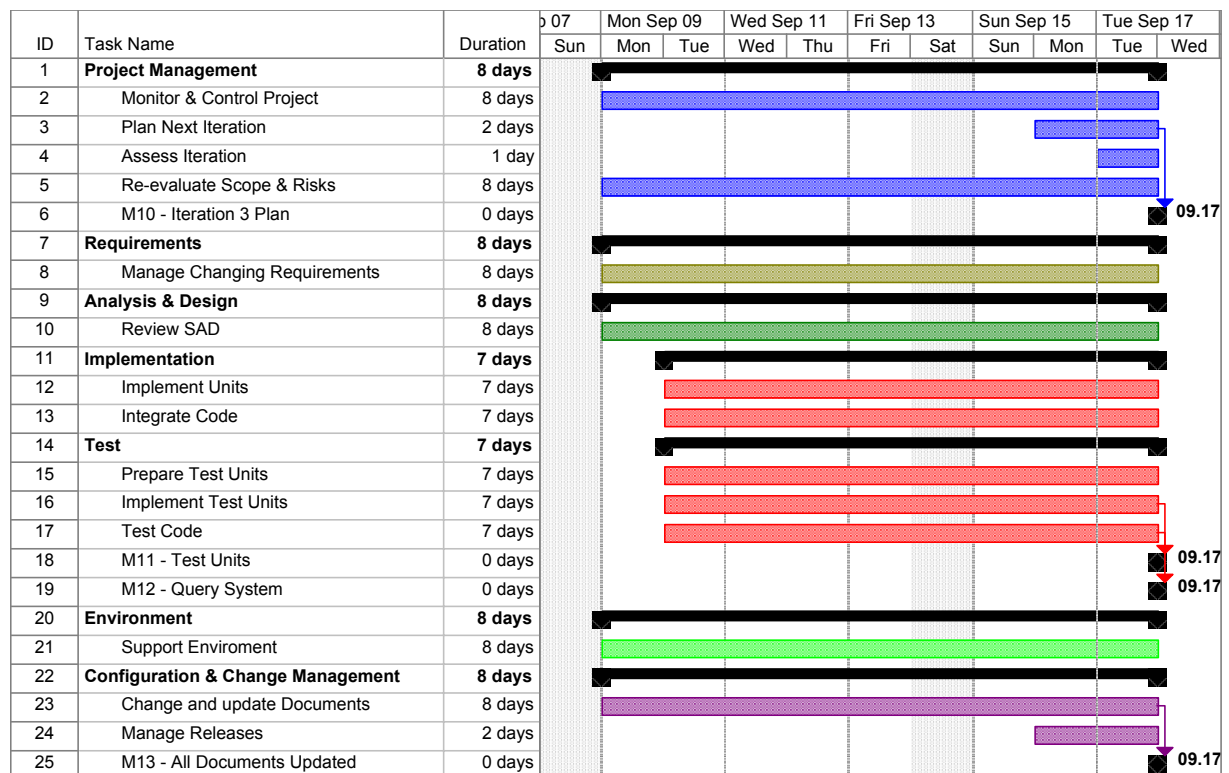 ɔ 07 Mon Sep 09 Wed Sep 11 Fri Sep 13 Sun Sep 15 Tue Sep 17
ID Task Name Duration Sun Mon Tue Wed Thu Fri Sat Sun Mon Tue Wed
1 Project Management 8 days
2 Monitor & Control Project 8 days
3 Plan Next Iteration 2 days
4 Assess Iteration 1 day
5 Re-evaluate Scope & Risks 8 days
6 M10 - Iteration 3 Plan 0 days 09.17
7 Requirements 8 days
8 Manage Changing Requirements 8 days
9 Analysis & Design 8 days
10 Review SAD 8 days
11 Implementation 7 days
12 Implement Units 7 days
13 Integrate Code 7 days
14 Test 7 days
15 Prepare Test Units 7 days
16 Implement Test Units 7 days
17 Test Code 7 days
18 M11 - Test Units 0 days 09.17
19 M12 - Query System 0 days 09.17
20 Environment 8 days
21 Support Enviroment 8 days
22 Configuration & Change Management 8 days
23 Change and update Documents 8 days
24 Manage Releases 2 days
25 M13 - All Documents Updated 0 days 09.17